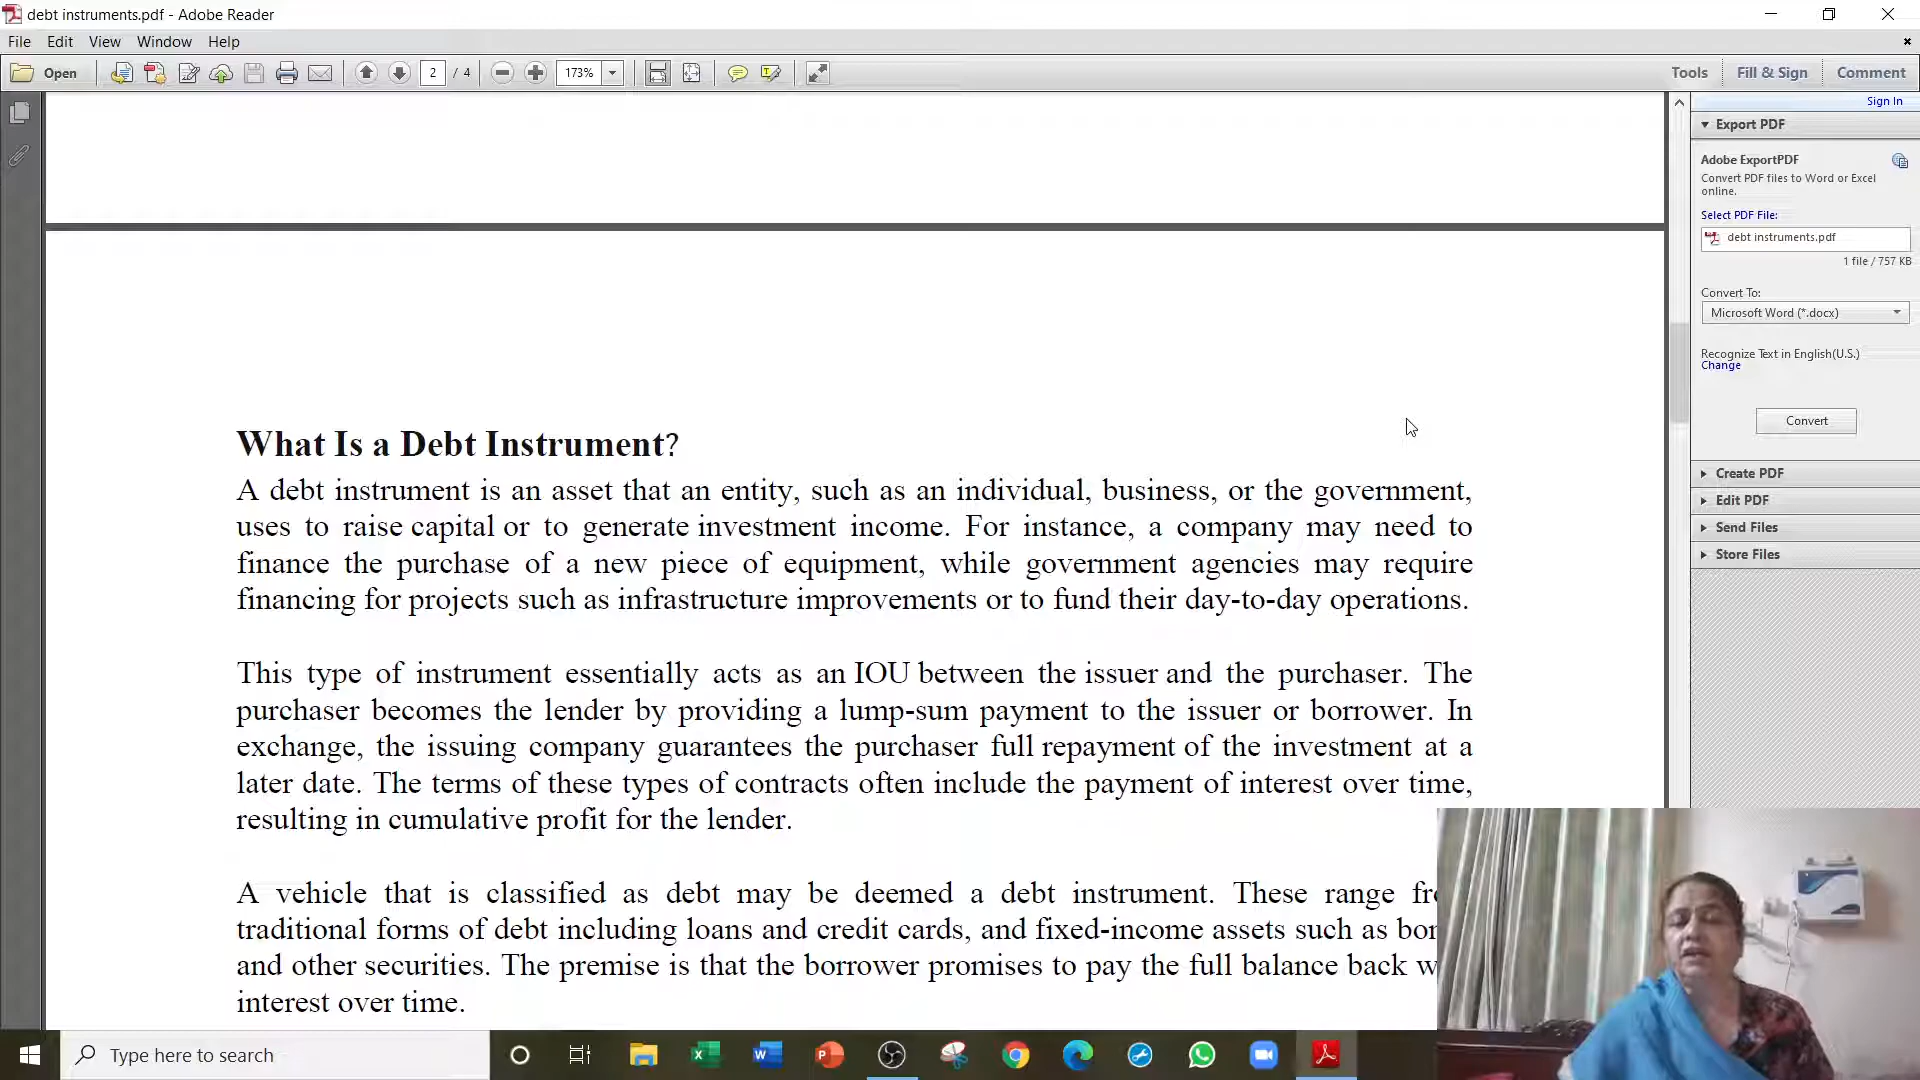 debt instruments.pdf - Adobe Reader
File Edit View Window Help
Open 2 / 4 173% Tools Fill & Sign Comment
Sign In
Export PDF
Adobe ExportPDF
Convert PDF files to Word or Excel
online.
Select PDF File:
debt instruments.pdf
1 file / 757 KB
Convert To:
Microsoft Word (*.docx)
Recognize Text in English(U.S.)
Change
Convert
Create PDF
Edit PDF
Send Files
Store Files
What Is a Debt Instrument?
A debt instrument is an asset that an entity, such as an individual, business, or the government,
uses to raise capital or to generate investment income. For instance, a company may need to
finance the purchase of a new piece of equipment, while government agencies may require
financing for projects such as infrastructure improvements or to fund their day-to-day operations.
This type of instrument essentially acts as an IOU between the issuer and the purchaser. The
purchaser becomes the lender by providing a lump-sum payment to the issuer or borrower. In
exchange, the issuing company guarantees the purchaser full repayment of the investment at a
later date. The terms of these types of contracts often include the payment of interest over time,
resulting in cumulative profit for the lender.
A vehicle that is classified as debt may be deemed a debt instrument. These range
traditional forms of debt including loans and credit cards, and fixed-income assets such as
and other securities. The premise is that the borrower promises to pay the full balance back
interest over time.
Type here to search